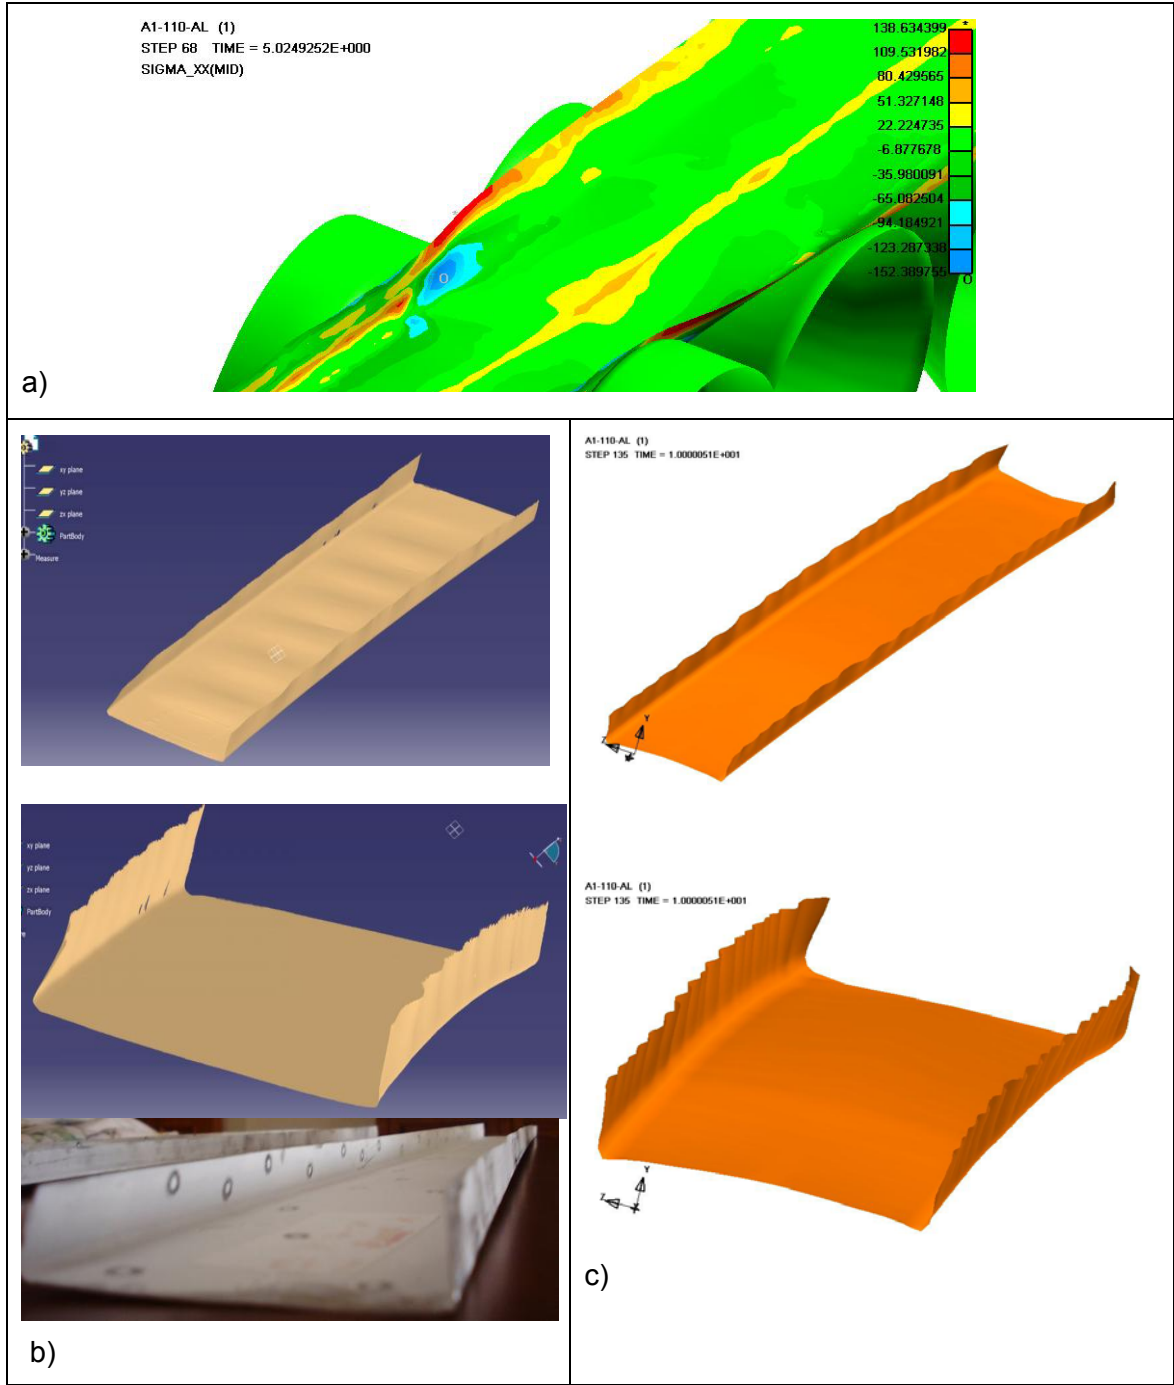 A1-110-AL (1)
STEP 68 TIME = 5.0249252E+000
SIGMA_XX(MID)
*
138.634399
109.531982
80.429565
51.327148
22.224735
-6.877678
-35.980091
-65.082504
-94.184921
-123.287338
-152.389755
O
O
a)
xy plane
yz plane
zx plane
PartBody
Measure
xy plane
yz plane
zx plane
PartBody
b)
A1-110-AL (1)
STEP 135 TIME = 1.0000051E+001
Y
Z
A1-110-AL (1)
STEP 135 TIME = 1.0000051E+001
Y
Z
X
c)